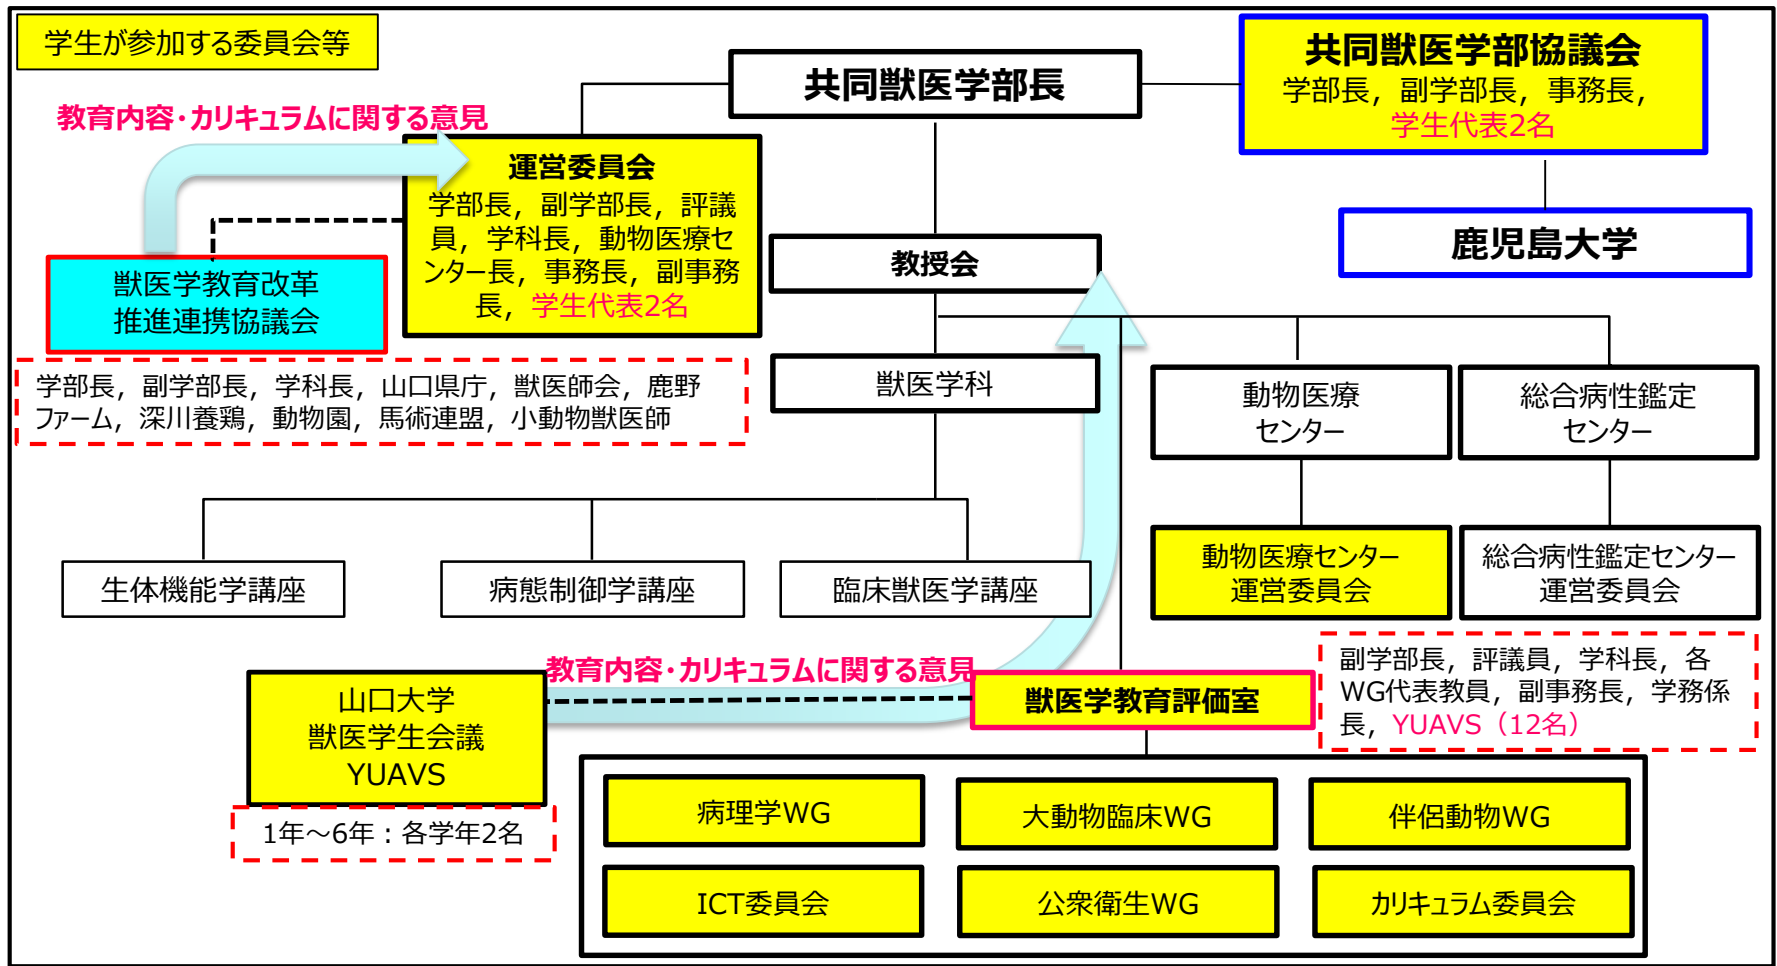 学生が参加する委員会等
共同獣医学部長
共同獣医学部協議会
学部長，副学部長，事務長，
学生代表2名
教育内容・カリキュラムに関する意見
運営委員会
学部長，副学部長，評議
員，学科長，動物医療セ
ンター長，事務長，副事務
長，学生代表2名
鹿児島大学
教授会
獣医学教育改革
推進連携協議会
学部長，副学部長，学科長，山口県庁，獣医師会，鹿野
ファーム，深川養鶏，動物園，馬術連盟，小動物獣医師
獣医学科
動物医療
センター
総合病性鑑定
センター
生体機能学講座
病態制御学講座
臨床獣医学講座
動物医療センター
運営委員会
総合病性鑑定センター
運営委員会
教育内容・カリキュラムに関する意見
山口大学
獣医学生会議
YUAVS
1年～6年：各学年2名
獣医学教育評価室
副学部長，評議員，学科長，各
WG代表教員，副事務長，学務係
長，YUAVS（12名）
病理学WG
大動物臨床WG
伴侶動物WG
ICT委員会
公衆衛生WG
カリキュラム委員会